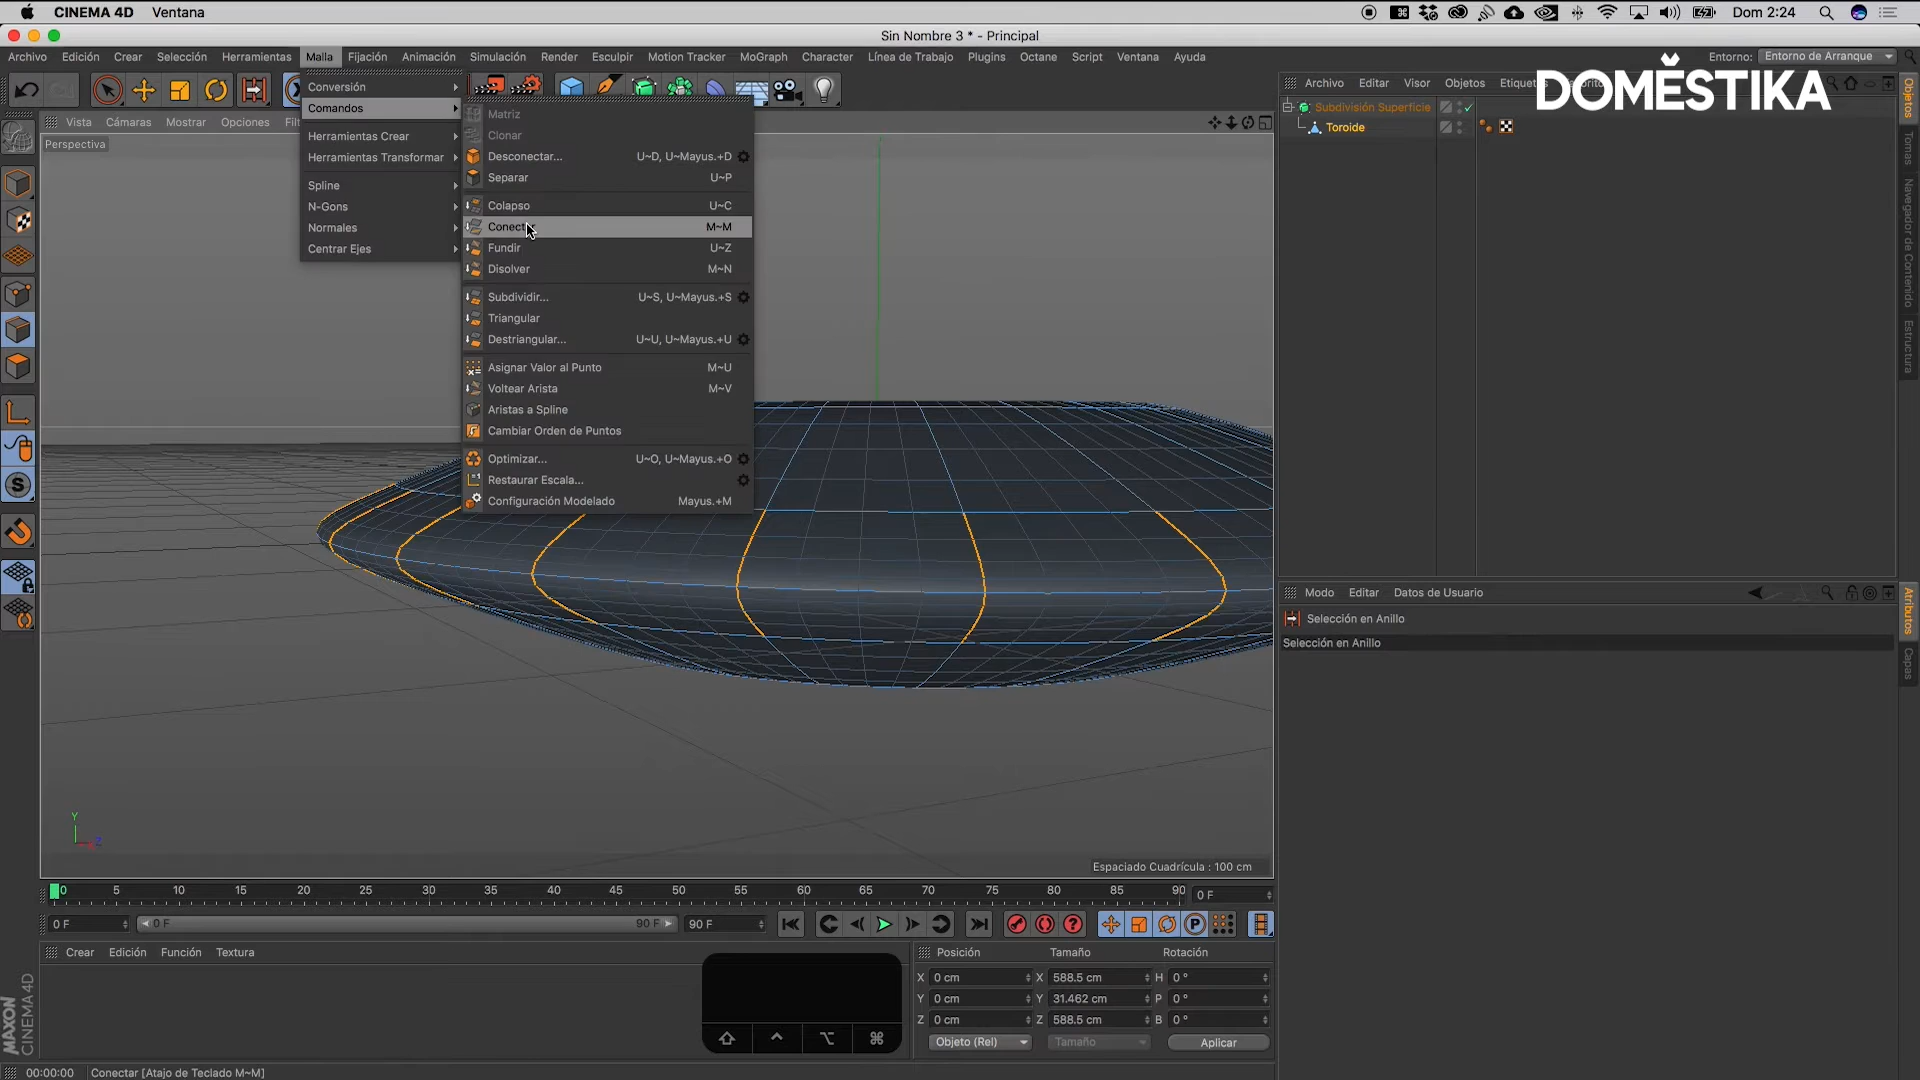 CINEMA 4D Ventana Dom 2:24
Sin Nombre 3 * - Principal
Archivo Edición Crear Selección Herramientas Malla Fijación Animación Simulación Render Esculpir Motion Tracker MoGraph Character Línea de Trabajo Octane Plugins Script Ventana Ayuda Entorno: Entorno de Arranque
Archivo Editar Visor Objetos
DOMĚSTIKA
Vista Cámaras Mostrar Opciones
Perspectiva
Conversión
Comandos
Herramientas Crear
Herramientas Transformar
Spline
N-Gons
Normales
Centrar Ejes
Matriz
Clonar
Desconectar... U~D, U~Mayus.+D
Separar U~P
Colapso U~C
Conectar M~M
Fundir U~Z
Disolver M~N
Subdividir... U~S, U~Mayus.+S
Triangular
Destriangular... U~U, U~Mayus.+U
Asignar Valor al Punto M~U
Voltear Arista M~V
Aristas a Spline
Cambiar Orden de Puntos
Optimizar... U~O, U~Mayus.+O
Restaurar Escala...
Configuración Modelado Mayus.+M
Subdivisión Superficie
Toroide
Objetos
Tomas
Navegador de Contenido
Estructura
Modo Editar Datos de Usuario
Selección en Anillo
Selección en Anillo
Atributos
Capas
Y
Z
Espaciado Cuadrícula : 100 cm
0 5 10 15 20 25 30 35 40 45 50 55 60 65 70 75 80 85 90 0 F
0 F 0 F 90 F 90 F
Crear Edición Función Textura
Posición Tamaño Rotación
X 0 cm X 588.5 cm H 0 °
Y 0 cm Y 31.462 cm P 0 °
Z 0 cm Z 588.5 cm B 0 °
Objeto (Rel) Tamaño Aplicar
MAXON
CINEMA 4D
00:00:00 Conectar [Atajo de Teclado M~M]